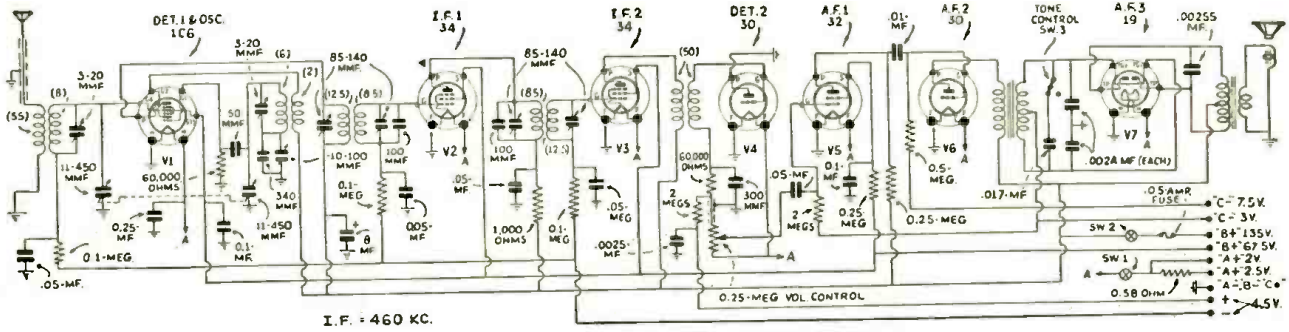 DET.1 & OSC.
1C6
I.F.1
34
I.F.2
34
DET.2
30
A.F.1
32
A.F.2
30
TONE
CONTROL
SW.3
A.F.3
19
.00255
MF.
3-20
MMF.
(8)
(55)
3-20
MMF.
(6)
(2)
85-140
MMF.
(2.5)
(8.5)
85-140
MMF.
(85)
(12.5)
(50)
.01-
MF.
50
MMF
V1
V2
V3
V4
V5
V6
V7
11-450
MMF
60,000
OHMS
10-100
MMF.
340
MMF
11-450
MMF
100
MMF.
0.1-
MEG.
.005-
MF.
8
MF.
100
MMF
.05-
MF
1,000
OHMS
0.1-
MEG
.05-
MEG
60,000
OHMS
300
MMF
.05-MF
2
MEGS
.0025-
MF
2
MEGS
0.1-
MF.
0.25-
MEG
0.25-MEG
0.5-
MEG.
.002A MF (EACH)
.017-MF
0.25-
MF
0.1-
MF.
0.1-MEG.
.05-MF.
A
A
A
A
A
A
A
A
0.25-MEG VOL. CONTROL
.05-AMP.
FUSE
SW.2
SW.1
A
0.58 OHM
"C-" 7.5V.
"C-" 3V.
"B+" 135V.
"B+" 67.5V.
"A+" 2V.
"A+" 2.5V.
"A-" "B-" "C+"
+
4.5V.
-
I.F. = 460 KC.